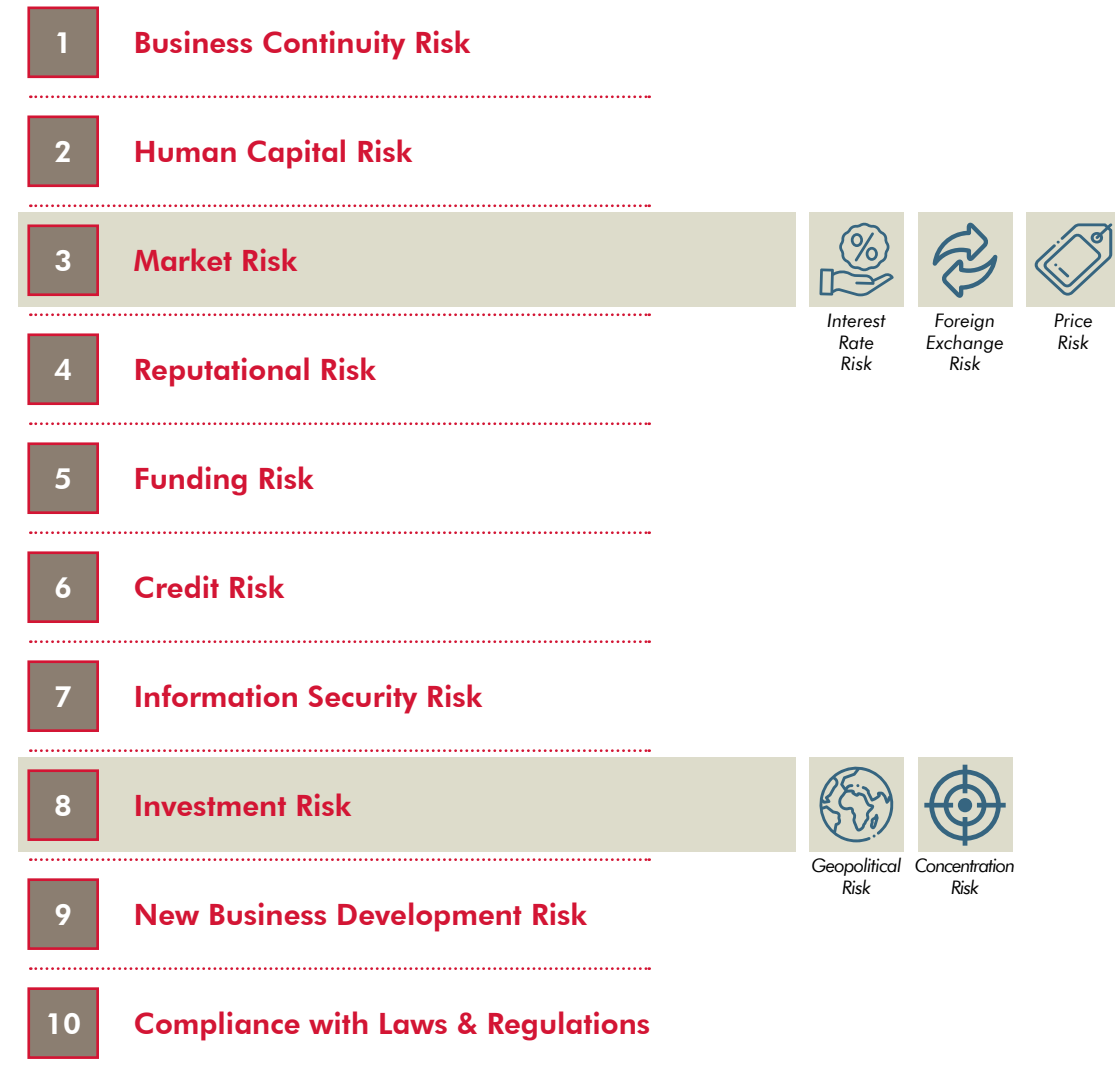 1 Business Continuity Risk
2 Human Capital Risk
3 Market Risk
%
Interest
Rate
Risk
Foreign
Exchange
Risk
Price
Risk
4 Reputational Risk
5 Funding Risk
6 Credit Risk
7 Information Security Risk
8 Investment Risk
Geopolitical
Risk
Concentration
Risk
9 New Business Development Risk
10 Compliance with Laws & Regulations